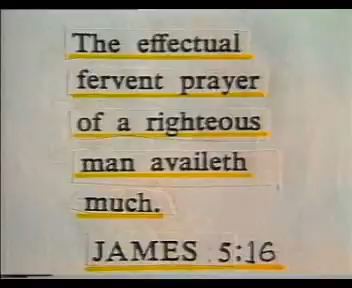 The effectual
fervent prayer
of a righteous
man availeth
much.
JAMES 5:16